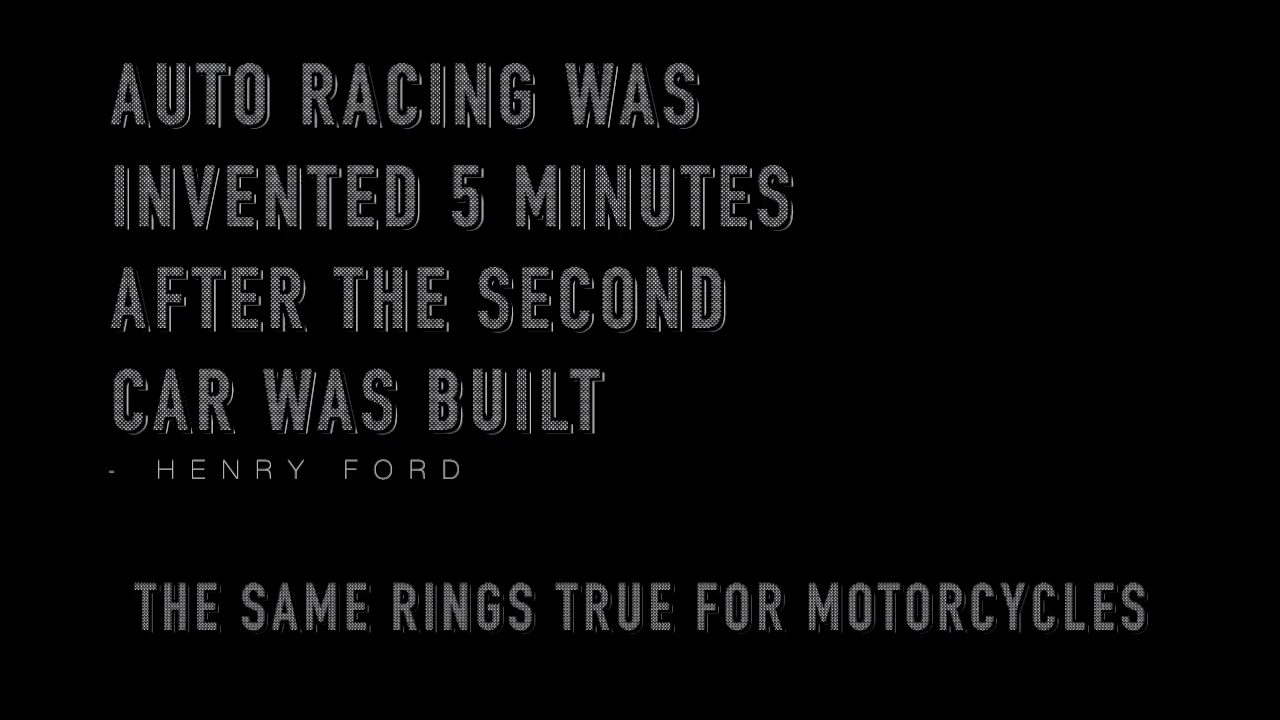 AUTO RACING WAS
INVENTED 5 MINUTES
AFTER THE SECOND
CAR WAS BUILT
- HENRY FORD
THE SAME RINGS TRUE FOR MOTORCYCLES